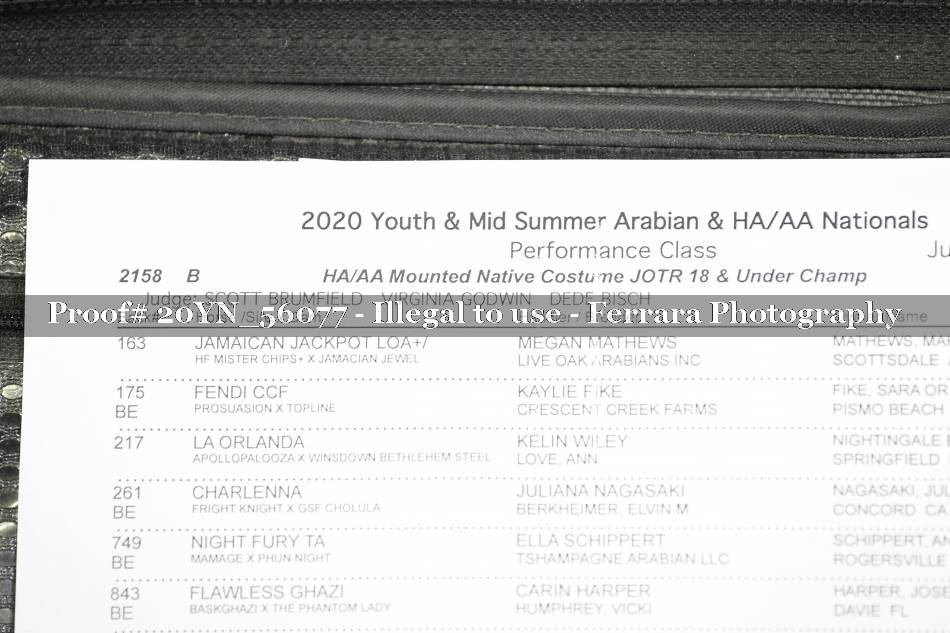 2020 Youth & Mid Summer Arabian & HA/AA Nationals
Performance Class Ju
2158 B HA/AA Mounted Native Costume JOTR 18 & Under Champ
Judge: SCOTT BRUMFIELD VIRGINIA GODWIN DEDE BISCH
Proof# 20YN_56077 - Illegal to use - Ferrara Photography
163 JAMAICAN JACKPOT LOA+/ MEGAN MATHEWS MATHEWS, MAR
HF MISTER CHIPS+ X JAMACIAN JEWEL LIVE OAK ARABIANS INC SCOTTSDALE
175 FENDI CCF KAYLIE FIKE FIKE, SARA OR
BE PROSUASION X TOPLINE CRESCENT CREEK FARMS PISMO BEACH
217 LA ORLANDA KELIN WILEY NIGHTINGALE
APOLLOPALOOZA X WINSDOWN BETHLEHEM STEEL LOVE, ANN SPRINGFIELD
261 CHARLENNA JULIANA NAGASAKI NAGASAKI, JUL
BE FRIGHT KNIGHT X GSF CHOLULA BERKHEIMER, ELVIN M CONCORD CA
749 NIGHT FURY TA ELLA SCHIPPERT SCHIPPERT, AN
BE MAMAGE X PHUN NIGHT TSHAMPAGNE ARABIAN LLC ROGERSVILLE
843 FLAWLESS GHAZI CARIN HARPER HARPER, JOSE
BE BASKGHAZI X THE PHANTOM LADY HUMPHREY, VICKI DAVIE FL